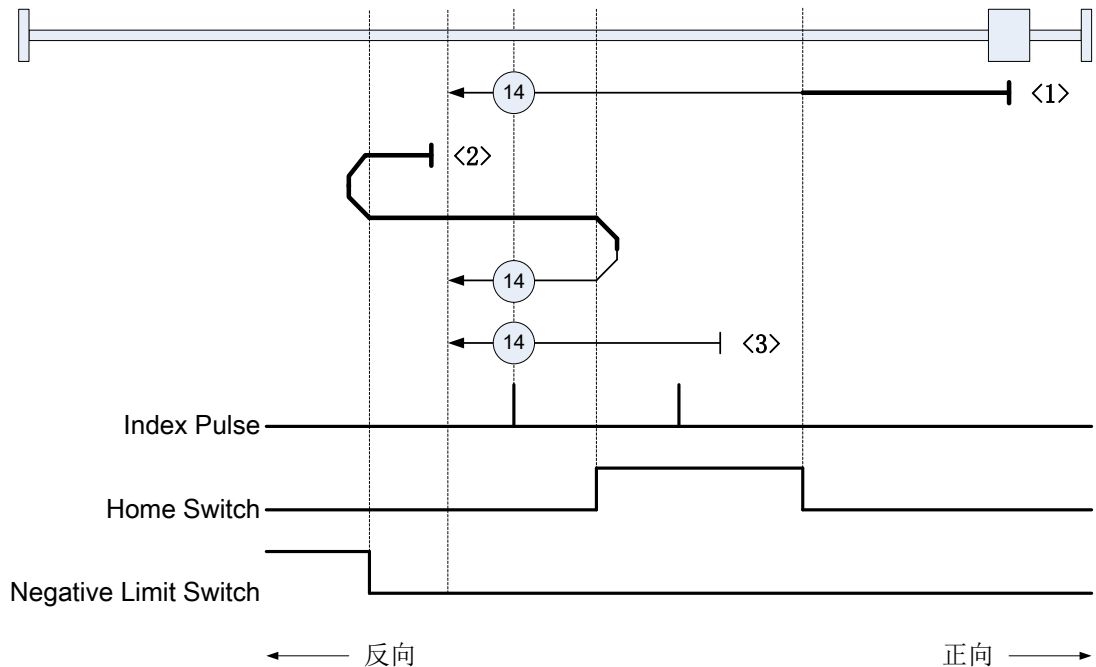 14 <1>
<2>
14
14 <3>
Index Pulse
Home Switch
Negative Limit Switch
反向 正向